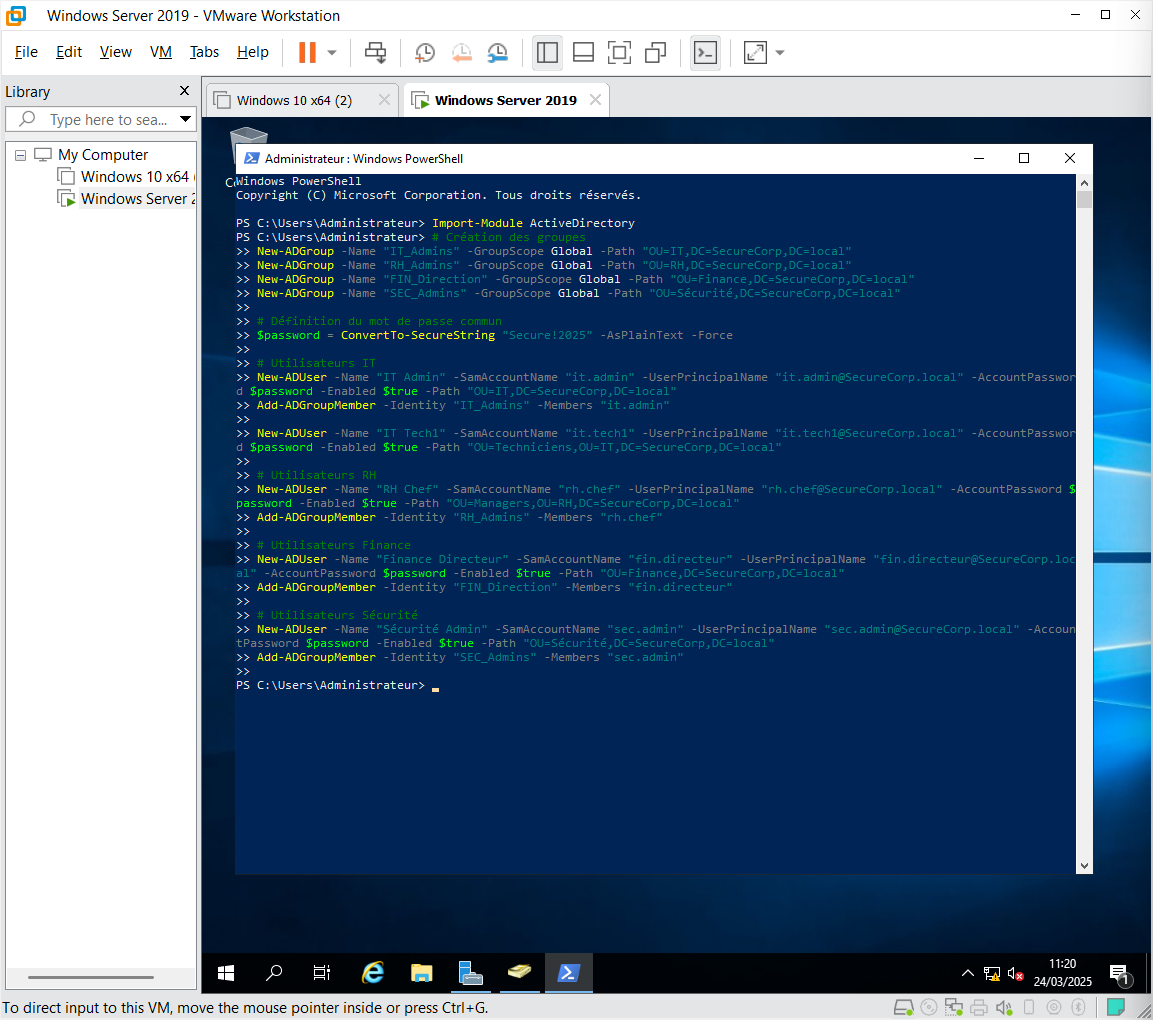 Windows Server 2019 - VMware Workstation
File Edit View VM Tabs Help
Library
Type here to sea...
My Computer
Windows 10 x64 (
Windows Server 2
Windows 10 x64 (2)
Windows Server 2019
Administrateur : Windows PowerShell
Windows PowerShell
Copyright (C) Microsoft Corporation. Tous droits réservés.
PS C:\Users\Administrateur> Import-Module ActiveDirectory
PS C:\Users\Administrateur> # Création des groupes
>> New-ADGroup -Name "IT_Admins" -GroupScope Global -Path "OU=IT,DC=SecureCorp,DC=local"
>> New-ADGroup -Name "RH_Admins" -GroupScope Global -Path "OU=RH,DC=SecureCorp,DC=local"
>> New-ADGroup -Name "FIN_Direction" -GroupScope Global -Path "OU=Finance,DC=SecureCorp,DC=local"
>> New-ADGroup -Name "SEC_Admins" -GroupScope Global -Path "OU=Sécurité,DC=SecureCorp,DC=local"
>>
>> # Définition du mot de passe commun
>> $password = ConvertTo-SecureString "Secure!2025" -AsPlainText -Force
>>
>> # Utilisateurs IT
>> New-ADUser -Name "IT Admin" -SamAccountName "it.admin" -UserPrincipalName "it.admin@SecureCorp.local" -AccountPasswor
d $password -Enabled $true -Path "OU=IT,DC=SecureCorp,DC=local"
>> Add-ADGroupMember -Identity "IT_Admins" -Members "it.admin"
>>
>> New-ADUser -Name "IT Tech1" -SamAccountName "it.tech1" -UserPrincipalName "it.tech1@SecureCorp.local" -AccountPasswor
d $password -Enabled $true -Path "OU=Techniciens,OU=IT,DC=SecureCorp,DC=local"
>>
>> # Utilisateurs RH
>> New-ADUser -Name "RH Chef" -SamAccountName "rh.chef" -UserPrincipalName "rh.chef@SecureCorp.local" -AccountPassword $
password -Enabled $true -Path "OU=Managers,OU=RH,DC=SecureCorp,DC=local"
>> Add-ADGroupMember -Identity "RH_Admins" -Members "rh.chef"
>>
>> # Utilisateurs Finance
>> New-ADUser -Name "Finance Directeur" -SamAccountName "fin.directeur" -UserPrincipalName "fin.directeur@SecureCorp.loc
al" -AccountPassword $password -Enabled $true -Path "OU=Finance,DC=SecureCorp,DC=local"
>> Add-ADGroupMember -Identity "FIN_Direction" -Members "fin.directeur"
>>
>> # Utilisateurs Sécurité
>> New-ADUser -Name "Sécurité Admin" -SamAccountName "sec.admin" -UserPrincipalName "sec.admin@SecureCorp.local" -Accoun
tPassword $password -Enabled $true -Path "OU=Sécurité,DC=SecureCorp,DC=local"
>> Add-ADGroupMember -Identity "SEC_Admins" -Members "sec.admin"
>>
PS C:\Users\Administrateur>
11:20
24/03/2025
1
To direct input to this VM, move the mouse pointer inside or press Ctrl+G.